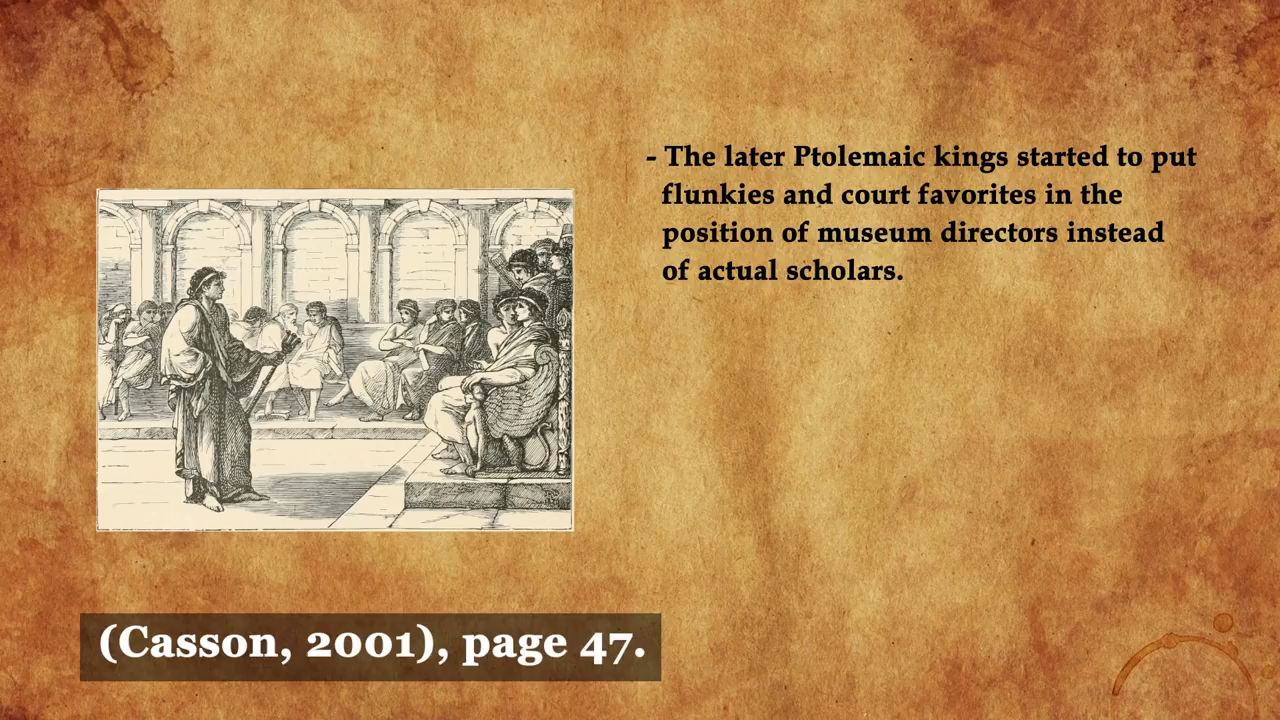 - The later Ptolemaic kings started to put
flunkies and court favorites in the
position of museum directors instead
of actual scholars.
(Casson, 2001), page 47.